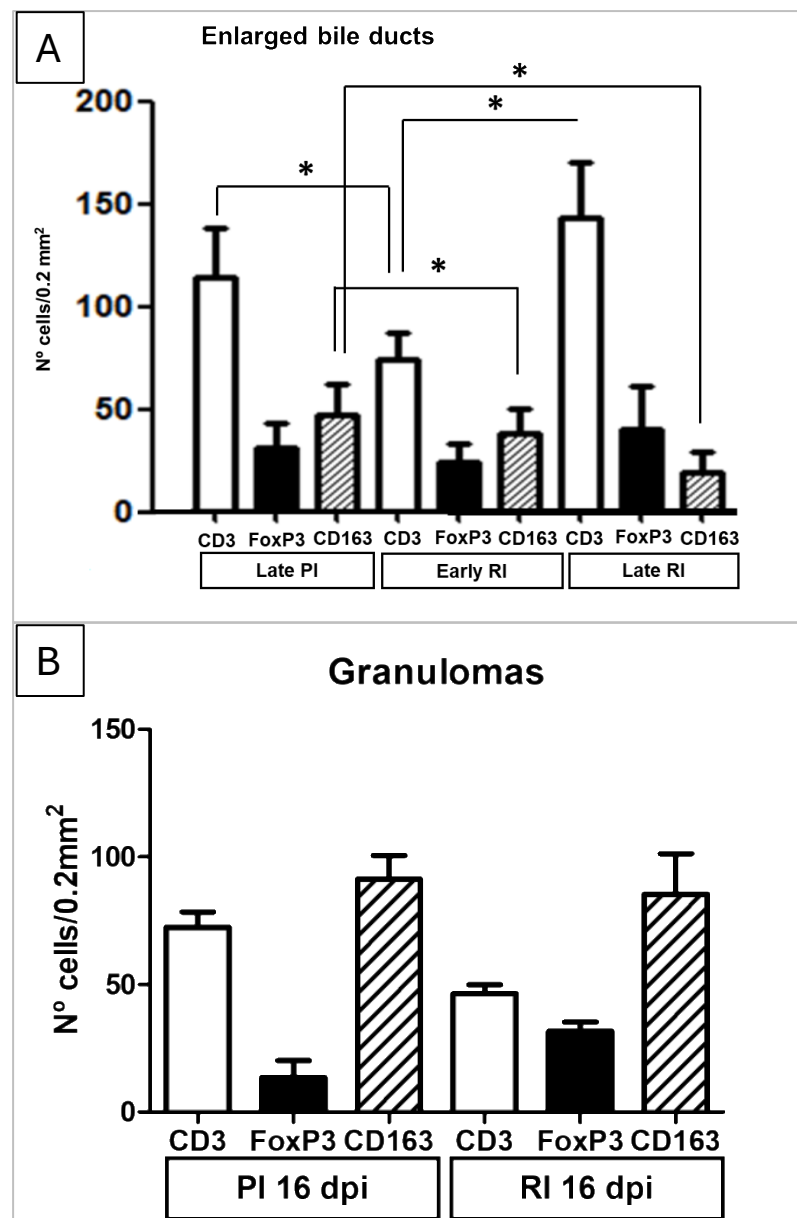 A
Enlarged bile ducts
*
*
*
*
200
150
100
50
0
Nº cells/0.2 mm²
CD3 FoxP3 CD163 CD3 FoxP3 CD163 CD3 FoxP3 CD163
Late PI Early RI Late RI
B
Granulomas
150
100
50
0
Nº cells/0.2mm²
CD3 FoxP3 CD163 CD3 FoxP3 CD163
PI 16 dpi RI 16 dpi